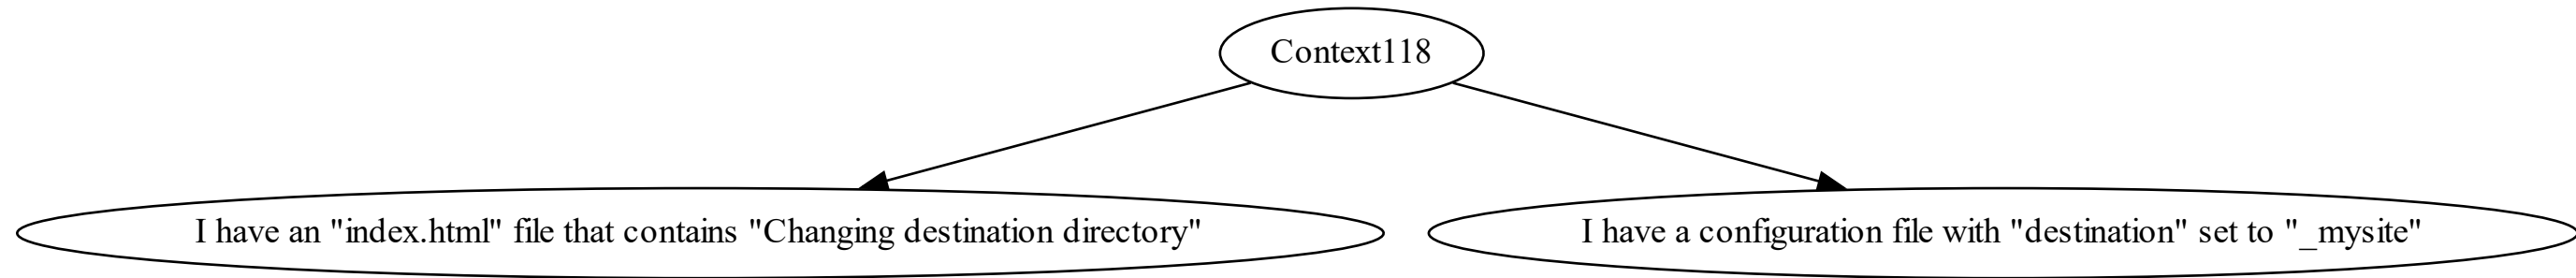 Context118
I have an "index.html" file that contains "Changing destination directory"
I have a configuration file with "destination" set to "_mysite"